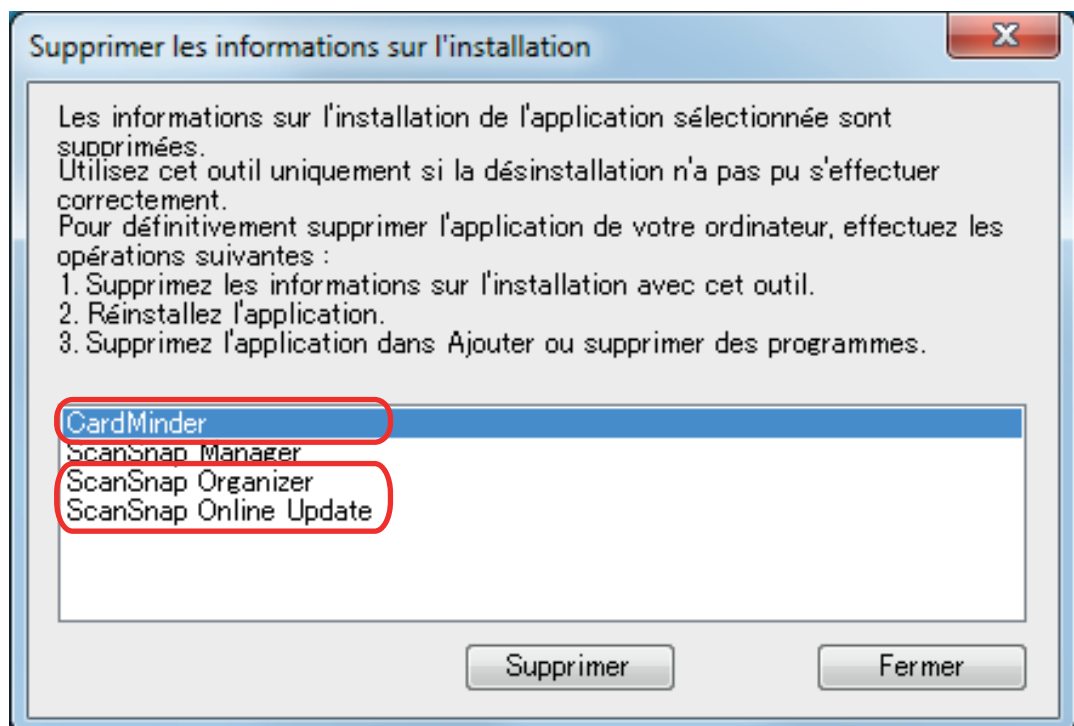 Supprimer les informations sur l'installation
Les informations sur l'installation de l'application sélectionnée sont
supprimées.
Utilisez cet outil uniquement si la désinstallation n'a pas pu s'effectuer
correctement.
Pour définitivement supprimer l'application de votre ordinateur, effectuez les
opérations suivantes :
1. Supprimez les informations sur l'installation avec cet outil.
2. Réinstallez l'application.
3. Supprimez l'application dans Ajouter ou supprimer des programmes.
CardMinder
ScanSnap Manager
ScanSnap Organizer
ScanSnap Online Update
Supprimer
Fermer